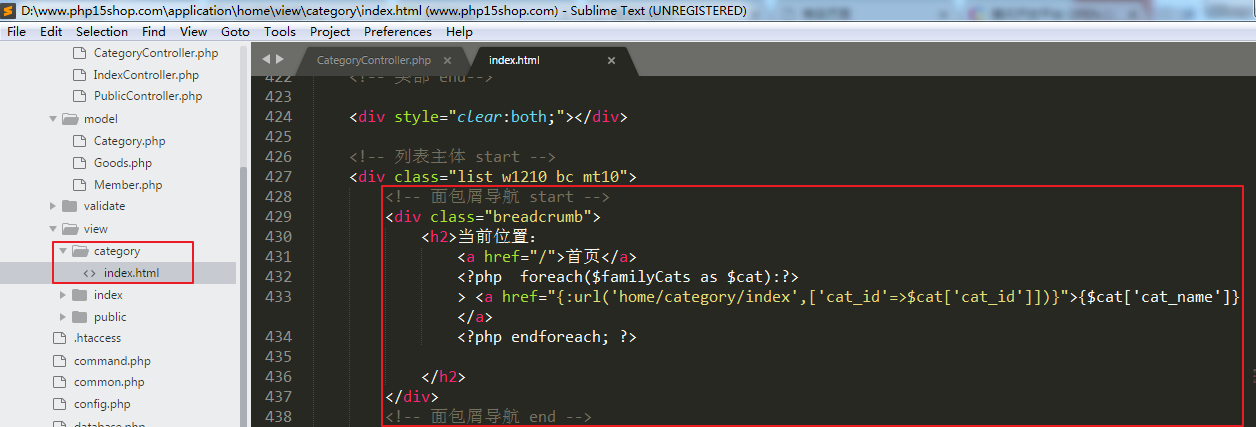 D:\www.php15shop.com\application\home\view\category\index.html (www.php15shop.com) - Sublime Text (UNREGISTERED)
File Edit Selection Find View Goto Tools Project Preferences Help
CategoryController.php
IndexController.php
PublicController.php
model
Category.php
Goods.php
Member.php
validate
view
category
index.html
index
public
.htaccess
command.php
common.php
config.php
database.php
CategoryController.php × index.html ×
422 <!-- 头部 end-->
423
424 <div style="clear:both;"></div>
425
426 <!-- 列表主体 start -->
427 <div class="list w1210 bc mt10">
428 <!-- 面包屑导航 start -->
429 <div class="breadcrumb">
430 <h2>当前位置：
431 <a href="/">首页</a>
432 <?php  foreach($familyCats as $cat):?>
433 > <a href="{:url('home/category/index',['cat_id'=>$cat['cat_id']])}">{$cat['cat_name']}
</a>
434 <?php endforeach; ?>
435
436 </h2>
437 </div>
438 <!-- 面包屑导航 end -->